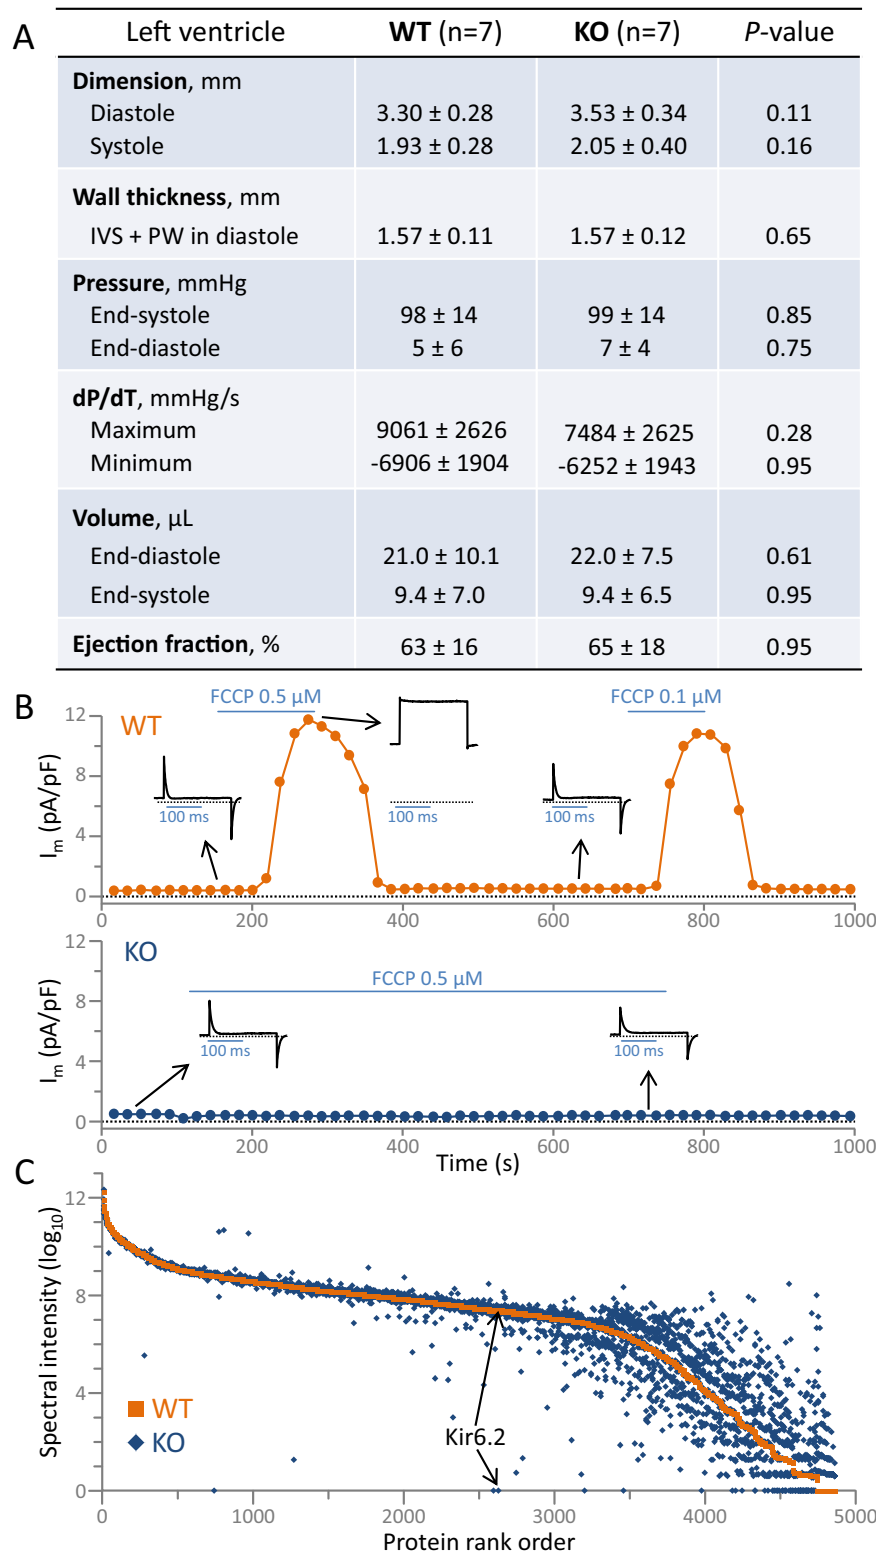 A
Left ventricle WT (n=7) KO (n=7) P-value
Dimension, mm
Diastole 3.30 ± 0.28 3.53 ± 0.34 0.11
Systole 1.93 ± 0.28 2.05 ± 0.40 0.16
Wall thickness, mm
IVS + PW in diastole 1.57 ± 0.11 1.57 ± 0.12 0.65
Pressure, mmHg
End-systole 98 ± 14 99 ± 14 0.85
End-diastole 5 ± 6 7 ± 4 0.75
dP/dT, mmHg/s
Maximum 9061 ± 2626 7484 ± 2625 0.28
Minimum -6906 ± 1904 -6252 ± 1943 0.95
Volume, µL
End-diastole 21.0 ± 10.1 22.0 ± 7.5 0.61
End-systole 9.4 ± 7.0 9.4 ± 6.5 0.95
Ejection fraction, % 63 ± 16 65 ± 18 0.95
B
FCCP 0.5 µM FCCP 0.1 µM
WT
12
8
4
0
I_m (pA/pF)
100 ms 100 ms 100 ms
0 200 400 600 800 1000
KO
FCCP 0.5 µM
12
8
4
0
I_m (pA/pF)
100 ms 100 ms
0 200 400 600 800 1000
Time (s)
C
12
8
4
0
Spectral intensity (log₁₀)
WT
KO
Kir6.2
0 1000 2000 3000 4000 5000
Protein rank order